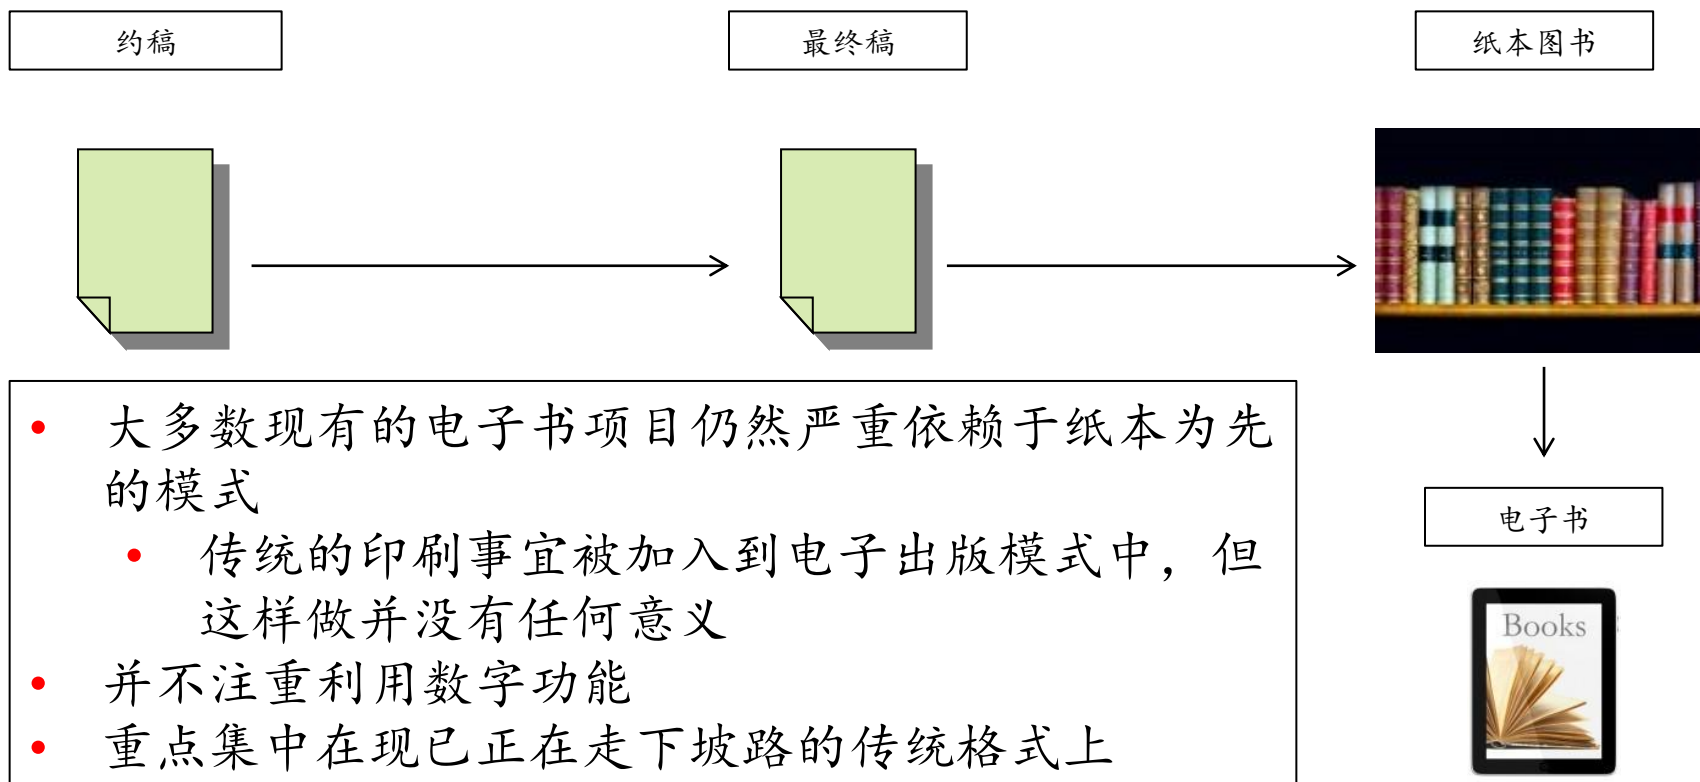 约稿
最终稿
纸本图书
• 大多数现有的电子书项目仍然严重依赖于纸本为先
的模式
• 传统的印刷事宜被加入到电子出版模式中，但
这样做并没有任何意义
• 并不注重利用数字功能
• 重点集中在现已正在走下坡路的传统格式上
电子书
Books